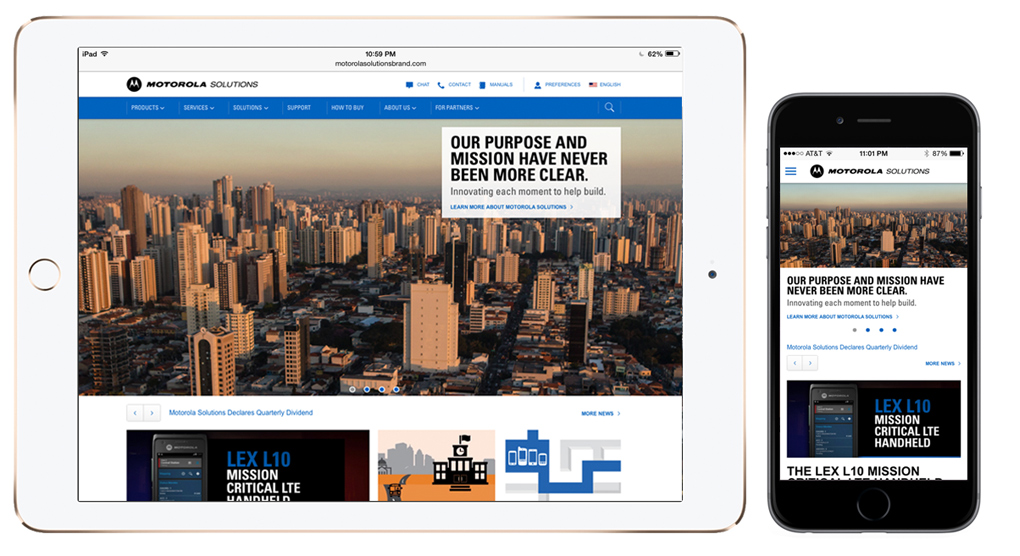 iPad 10:59 PM 62%
motorolasolutionsbrand.com
MOTOROLA SOLUTIONS CHAT CONTACT MANUALS PREFERENCES ENGLISH
PRODUCTS SERVICES SOLUTIONS SUPPORT HOW TO BUY ABOUT US FOR PARTNERS
OUR PURPOSE AND
MISSION HAVE NEVER
BEEN MORE CLEAR.
Innovating each moment to help build.
LEARN MORE ABOUT MOTOROLA SOLUTIONS >
< > Motorola Solutions Declares Quarterly Dividend MORE NEWS >
MOTOROLA
LEX L10
MISSION
CRITICAL LTE
HANDHELD
AT&T 11:01 PM 87%
MOTOROLA SOLUTIONS
OUR PURPOSE AND MISSION HAVE
NEVER BEEN MORE CLEAR.
Innovating each moment to help build.
LEARN MORE ABOUT MOTOROLA SOLUTIONS >
Motorola Solutions Declares Quarterly Dividend
< > MORE NEWS >
MOTOROLA
LEX L10
MISSION
CRITICAL LTE
HANDHELD
THE LEX L10 MISSION
CRITICAL LTE HANDHELD